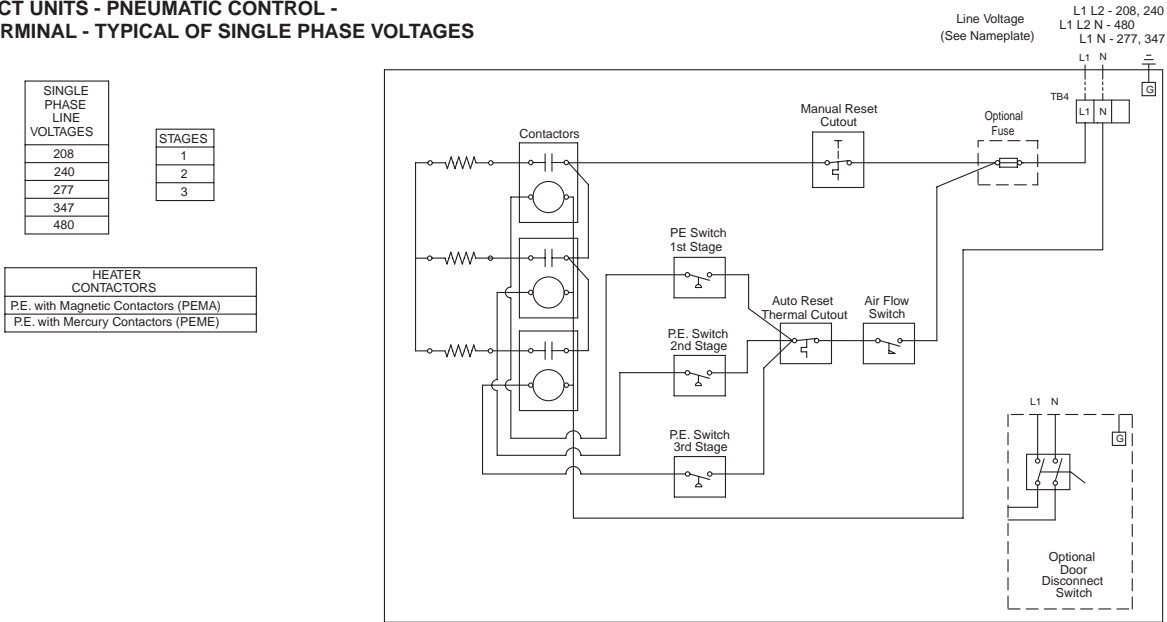 CT UNITS - PNEUMATIC CONTROL -
RMINAL - TYPICAL OF SINGLE PHASE VOLTAGES
Line Voltage
(See Nameplate)
L1 L2 - 208, 240
L1 L2 N - 480
L1 N - 277, 347
L1 N
G
TB4
L1 N
SINGLE
PHASE
LINE
VOLTAGES
208
240
277
347
480
STAGES
1
2
3
HEATER
CONTACTORS
P.E. with Magnetic Contactors (PEMA)
P.E. with Mercury Contactors (PEME)
Contactors
Manual Reset
Cutout
Optional
Fuse
PE Switch
1st Stage
Auto Reset
Thermal Cutout
Air Flow
Switch
P.E. Switch
2nd Stage
P.E. Switch
3rd Stage
L1 N
G
Optional
Door
Disconnect
Switch